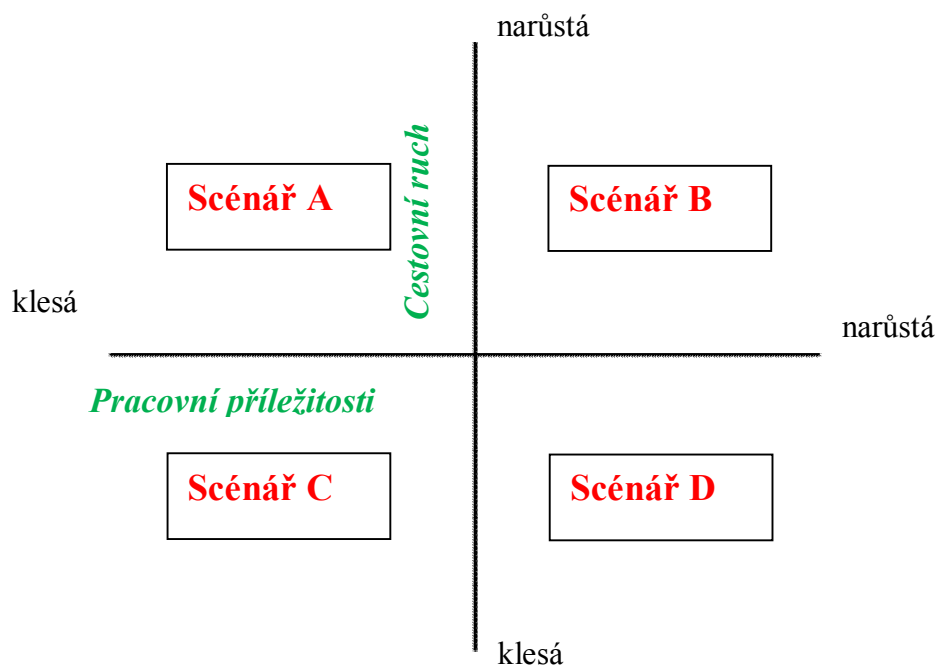 narůstá
Cestovní ruch
Scénář A
Scénář B
klesá
narůstá
Pracovní příležitosti
Scénář C
Scénář D
klesá